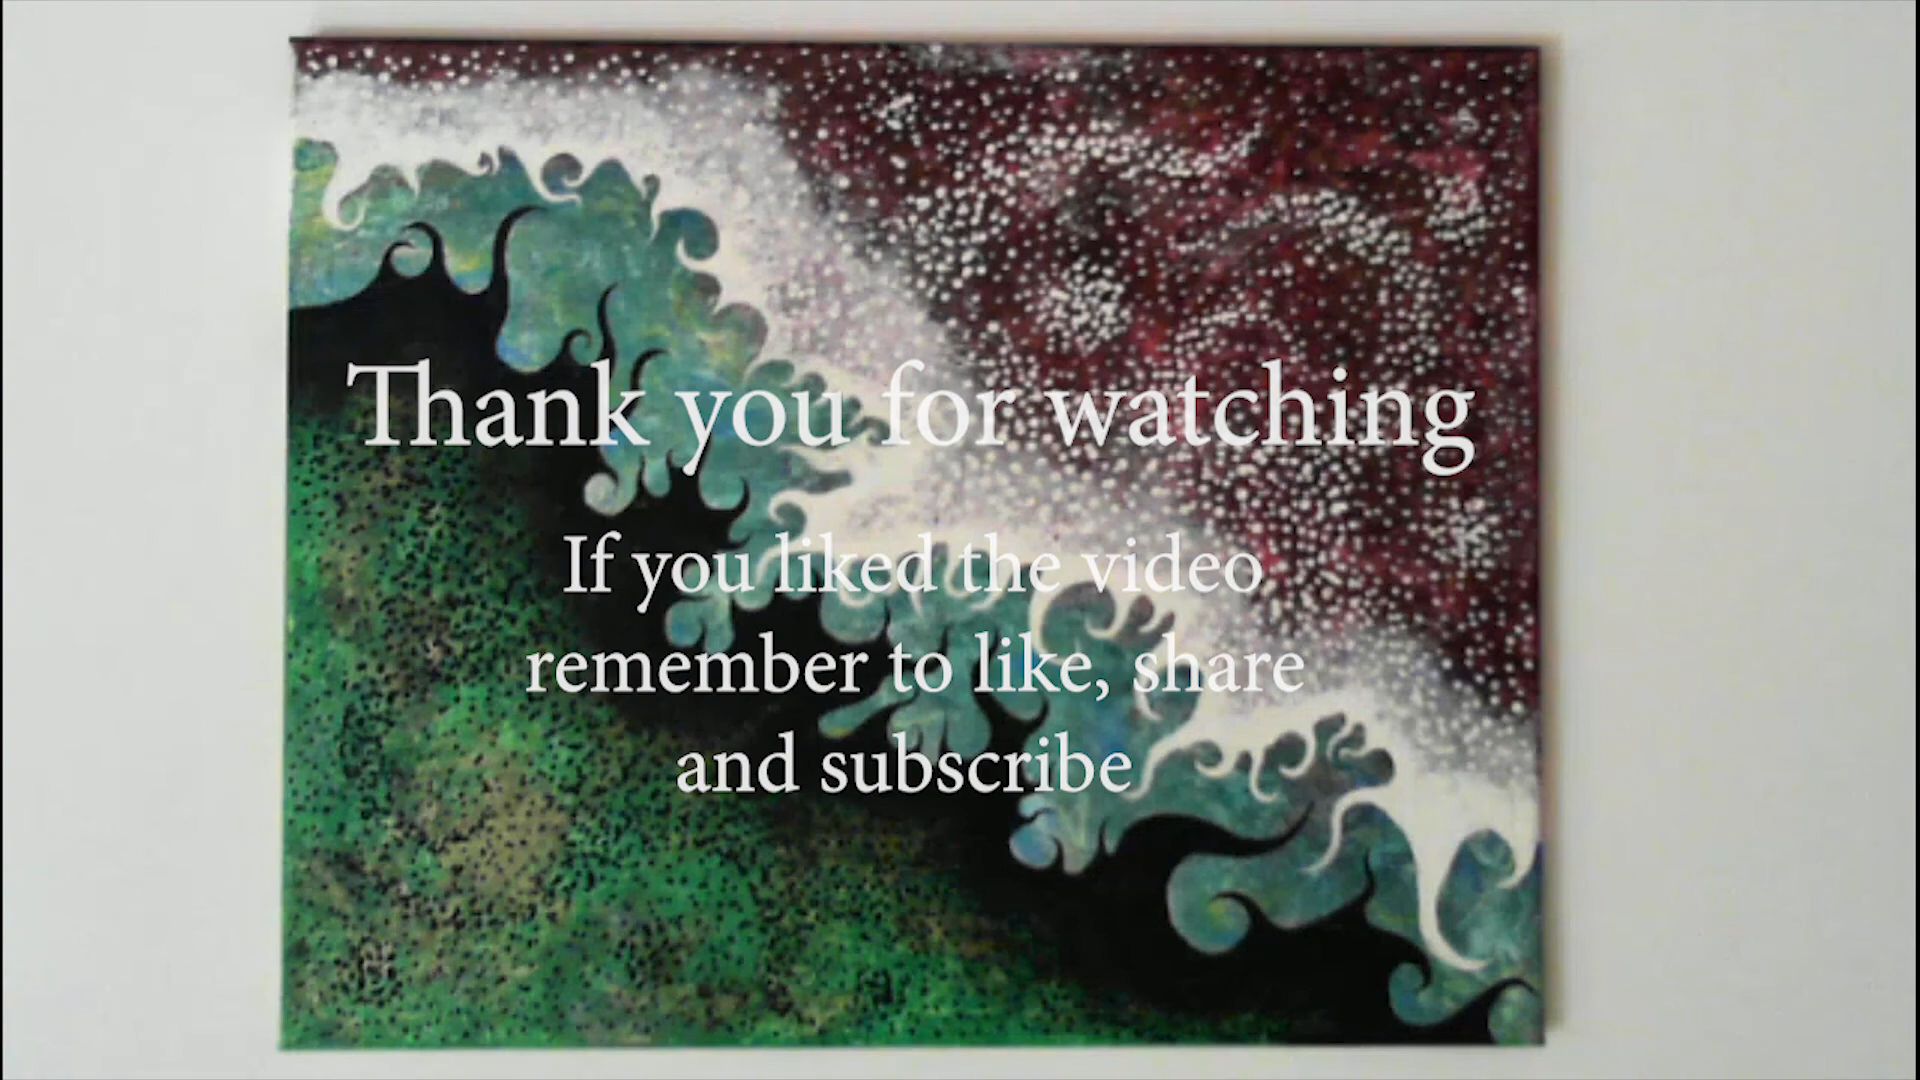 Thank you for watching
If you liked the video
remember to like, share
and subscribe